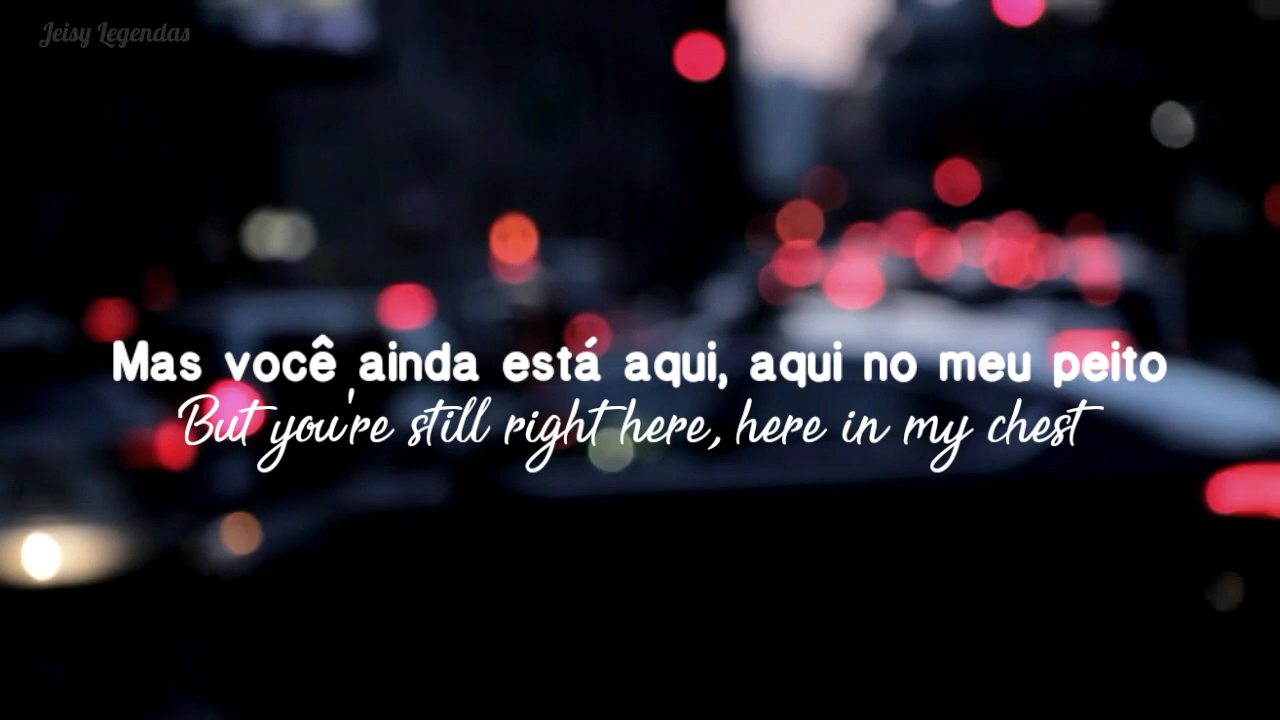 Jeisy Legendas
Mas você ainda está aqui, aqui no meu peito
But you're still right here, here in my chest